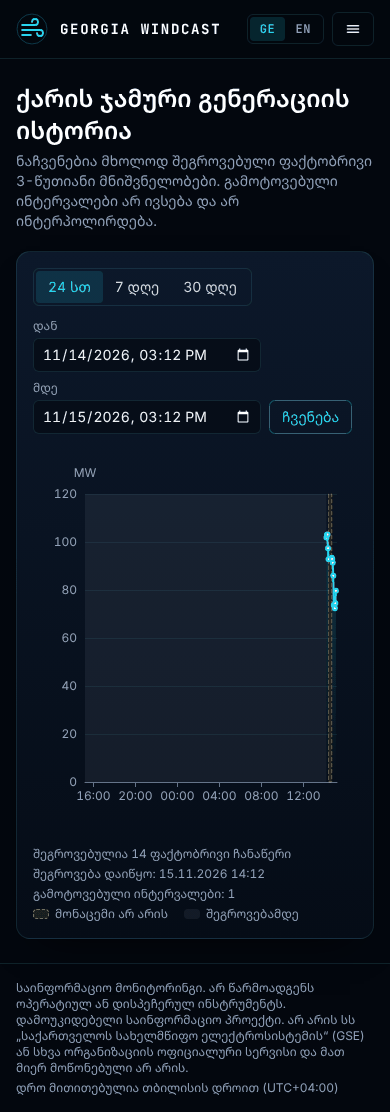 GEORGIA WINDCAST
GE EN
ქარის ჯამური გენერაციის
ისტორია
ნაჩვენებია მხოლოდ შეგროვებული ფაქტობრივი
3-წუთიანი მნიშვნელობები. გამოტოვებული
ინტერვალები არ ივსება და არ
ინტერპოლირდება.
24 სთ 7 დღე 30 დღე
დან
11/14/2026, 03:12 PM
მდე
11/15/2026, 03:12 PM ჩვენება
MW
120
100
80
60
40
20
0
16:00 20:00 00:00 04:00 08:00 12:00
შეგროვებულია 14 ფაქტობრივი ჩანაწერი
შეგროვება დაიწყო: 15.11.2026 14:12
გამოტოვებული ინტერვალები: 1
მონაცემი არ არის შეგროვებამდე
საინფორმაციო მონიტორინგი. არ წარმოადგენს
ოპერატიულ ან დისპეჩერულ ინსტრუმენტს.
დამოუკიდებელი საინფორმაციო პროექტი. არ არის სს
„საქართველოს სახელმწიფო ელექტროსისტემის“ (GSE)
ან სხვა ორგანიზაციის ოფიციალური სერვისი და მათ
მიერ მოწონებული არ არის.
დრო მითითებულია თბილისის დროით (UTC+04:00)